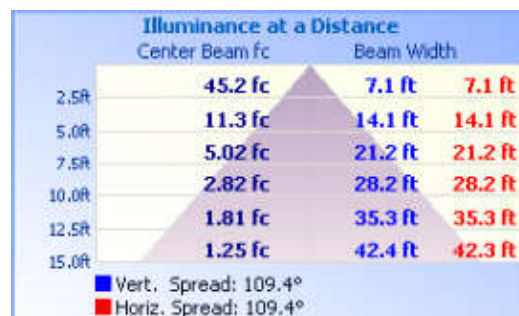 Illuminance at a Distance
Center Beam fc Beam Width
2.5ft 45.2 fc 7.1 ft 7.1 ft
5.0ft 11.3 fc 14.1 ft 14.1 ft
7.5ft 5.02 fc 21.2 ft 21.2 ft
10.0ft 2.82 fc 28.2 ft 28.2 ft
12.5ft 1.81 fc 35.3 ft 35.3 ft
15.0ft 1.25 fc 42.4 ft 42.3 ft
Vert. Spread: 109.4°
Horiz. Spread: 109.4°